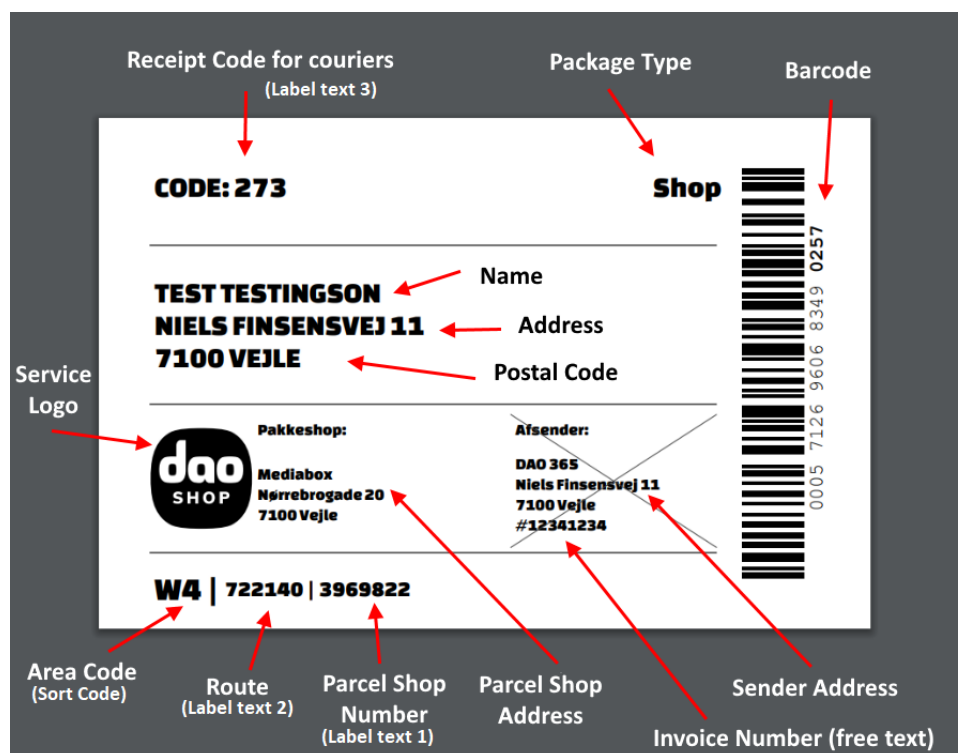 Receipt Code for couriers
(Label text 3)
Package Type
Barcode
CODE: 273
Shop
TEST TESTINGSON
NIELS FINSENSVEJ 11
7100 VEJLE
Name
Address
Postal Code
0005 7126 9606 8349 0257
Service
Logo
dao
SHOP
Pakkeshop:
Mediabox
Nørrebrogade 20
7100 Vejle
Afsender:
DAO 365
Niels Finsensvej 11
7100 Vejle
#12341234
W4 | 722140 | 3969822
Area Code
(Sort Code)
Route
(Label text 2)
Parcel Shop
Number
(Label text 1)
Parcel Shop
Address
Sender Address
Invoice Number (free text)